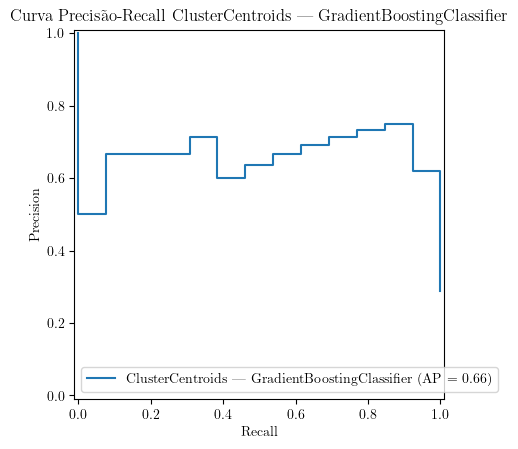 Curva Precisão-Recall ClusterCentroids — GradientBoostingClassifier
1.0
0.8
0.6
0.4
0.2
0.0
Precision
ClusterCentroids — GradientBoostingClassifier (AP = 0.66)
0.0 0.2 0.4 0.6 0.8 1.0
Recall